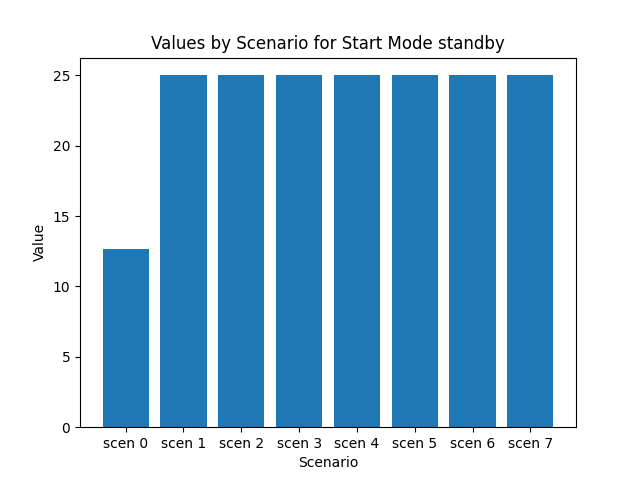 Values by Scenario for Start Mode standby
Value
25
20
15
10
5
0
scen 0 scen 1 scen 2 scen 3 scen 4 scen 5 scen 6 scen 7
Scenario